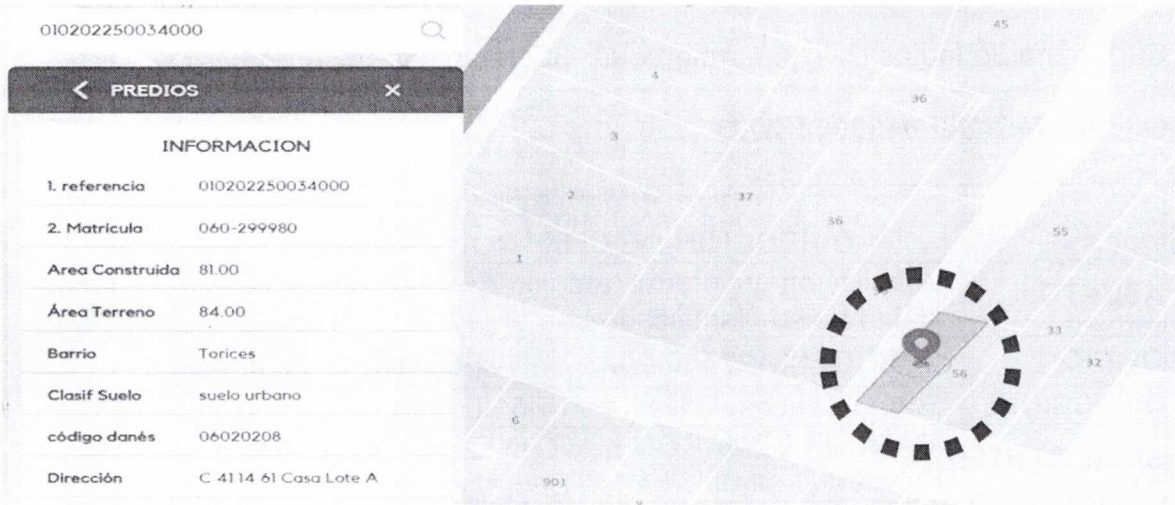 010202250034000
PREDIOS
INFORMACION
1. referencia 010202250034000
2. Matrícula 060-299980
Area Construida 81.00
Área Terreno 84.00
Barrio Torices
Clasif Suelo suelo urbano
código danés 06020208
Dirección C 41 14 61 Casa Lote A
45
4
36
3
2
37
36
55
1
33
32
56
6
901